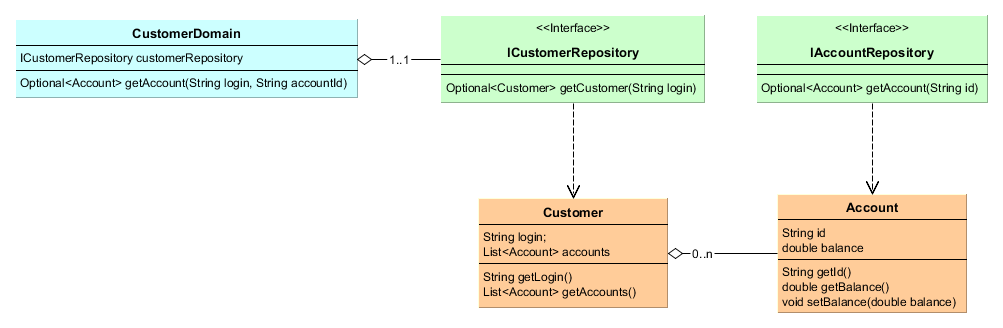 CustomerDomain
ICustomerRepository customerRepository
Optional<Account> getAccount(String login, String accountId)
1..1
<<Interface>>
ICustomerRepository
Optional<Customer> getCustomer(String login)
<<Interface>>
IAccountRepository
Optional<Account> getAccount(String id)
Customer
String login;
List<Account> accounts
String getLogin()
List<Account> getAccounts()
0..n
Account
String id
double balance
String getId()
double getBalance()
void setBalance(double balance)